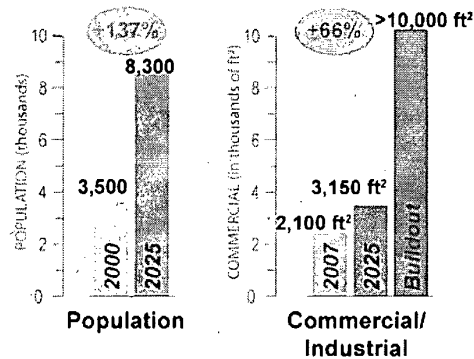 +137%
10
8
6
4
2
0
POPULATION (thousands)
8,300
3,500
2000
2025
Population
+66%
10
8
6
4
2
0
COMMERCIAL (in thousands of ft²)
>10,000 ft²
3,150 ft²
2,100 ft²
2007
2025
Buildout
Commercial/
Industrial